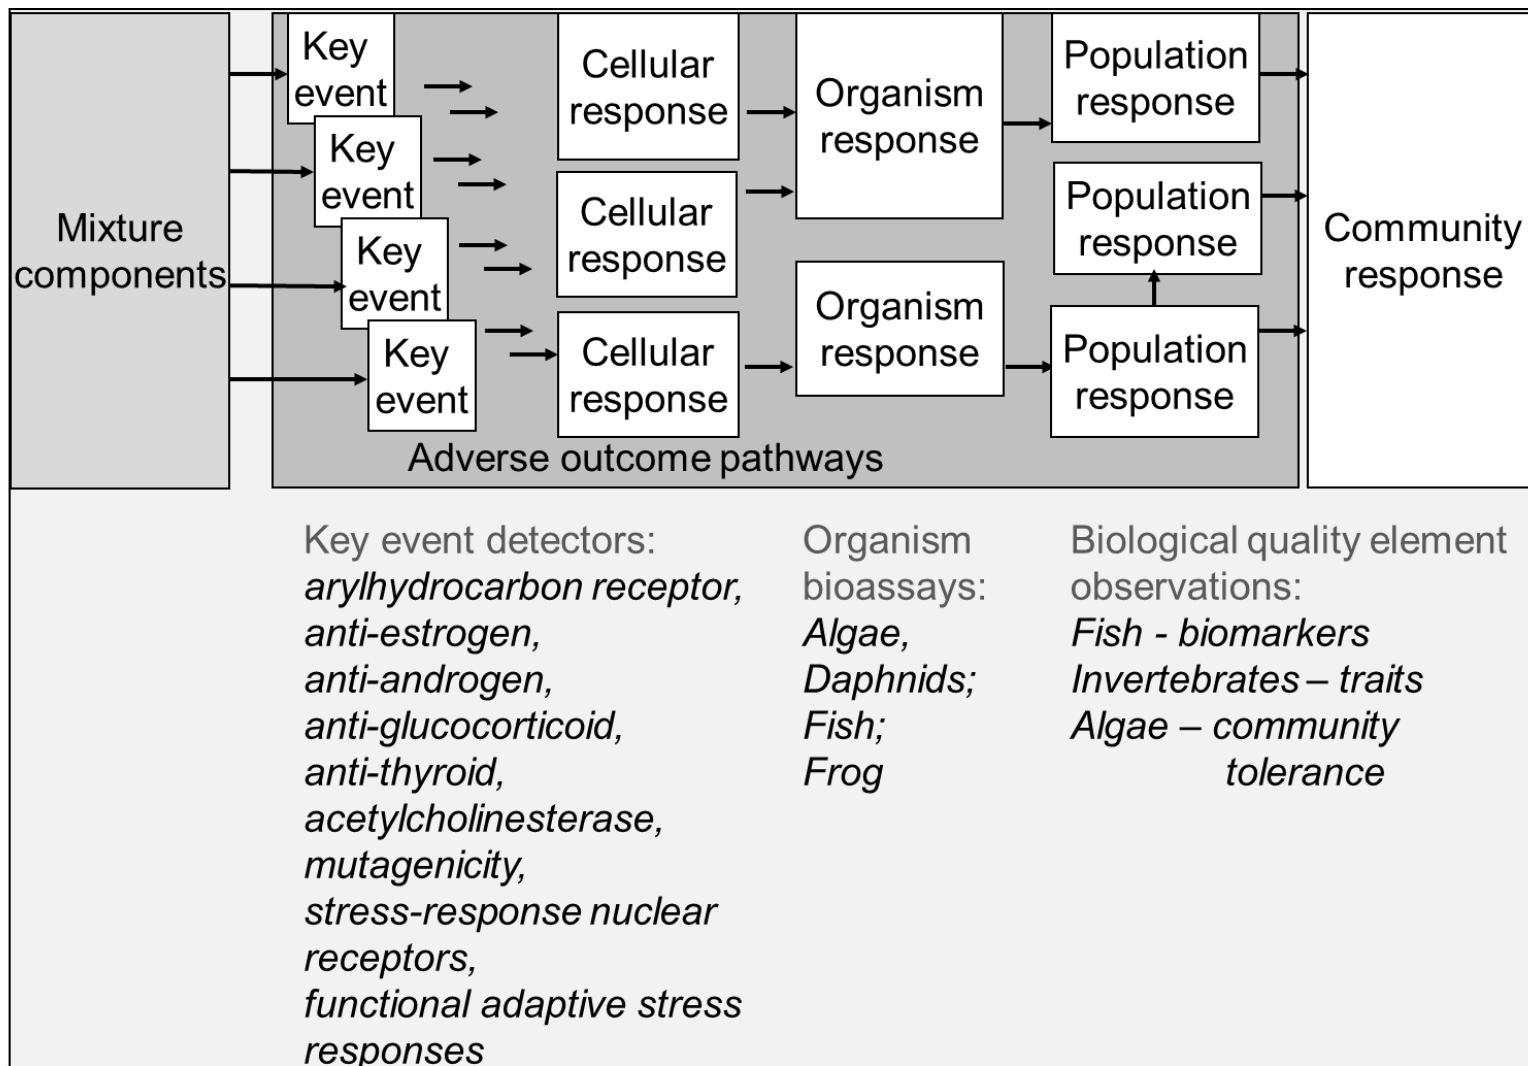 Mixture
components
Key
event
Key
event
Key
event
Key
event
Cellular
response
Cellular
response
Cellular
response
Organism
response
Organism
response
Population
response
Population
response
Population
response
Community
response
Adverse outcome pathways
Key event detectors:
arylhydrocarbon receptor,
anti-estrogen,
anti-androgen,
anti-glucocorticoid,
anti-thyroid,
acetylcholinesterase,
mutagenicity,
stress-response nuclear
receptors,
functional adaptive stress
responses
Organism
bioassays:
Algae,
Daphnids;
Fish;
Frog
Biological quality element
observations:
Fish - biomarkers
Invertebrates – traits
Algae – community
tolerance